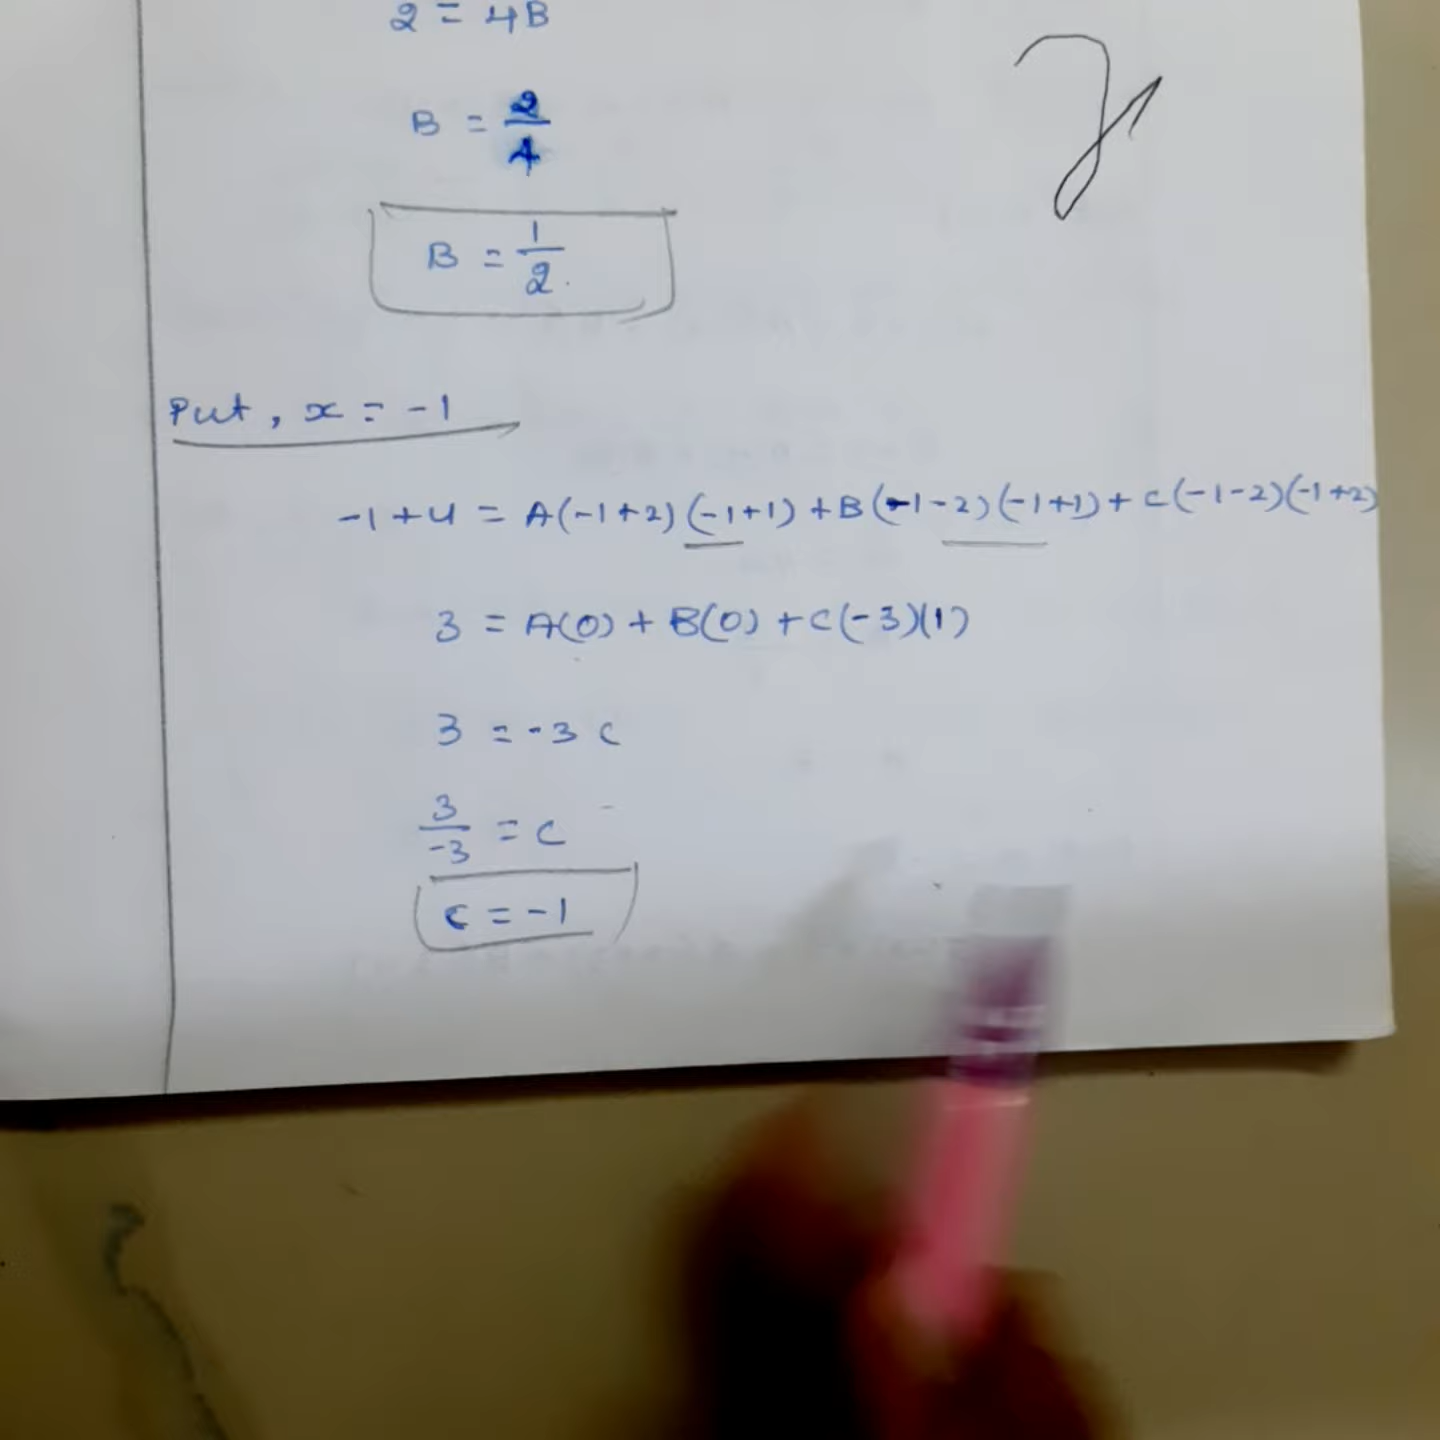 2 = 4B
B = 2/4
B = 1/2.
Put, x = -1
-1+4 = A(-1+2)(-1+1)+B(-1-2)(-1+1)+C(-1-2)(-1+2)
3 = A(0)+B(0)+C(-3)(1)
3 = -3 C
3/-3 = C
C = -1